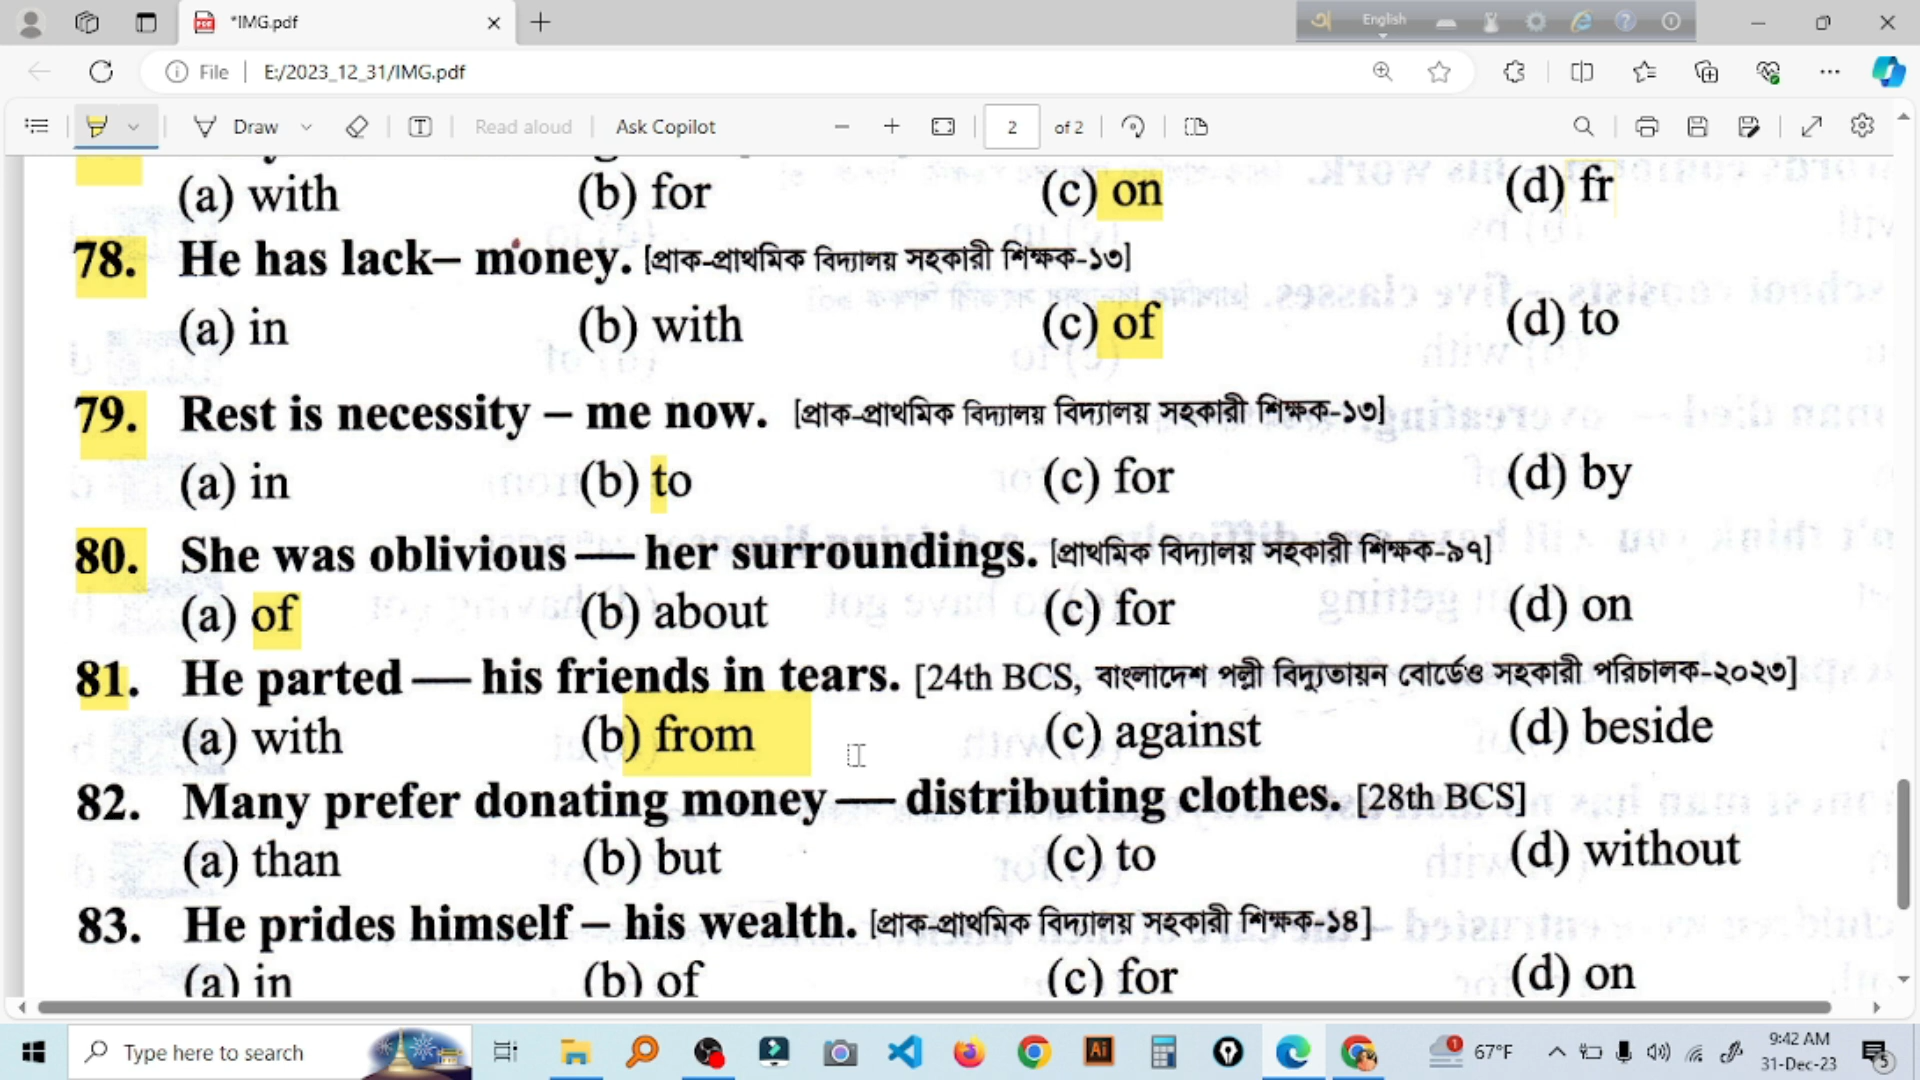 *IMG.pdf
English
File
E:/2023_12_31/IMG.pdf
Draw
Read aloud
Ask Copilot
2
of 2
(a) with (b) for (c) on (d) fr
78. He has lack– money. [প্রাক-প্রাথমিক বিদ্যালয় সহকারী শিক্ষক-১৩]
(a) in (b) with (c) of (d) to
79. Rest is necessity – me now. [প্রাক-প্রাথমিক বিদ্যালয় বিদ্যালয় সহকারী শিক্ষক-১৩]
(a) in (b) to (c) for (d) by
80. She was oblivious — her surroundings. [প্রাথমিক বিদ্যালয় সহকারী শিক্ষক-৯৭]
(a) of (b) about (c) for (d) on
81. He parted — his friends in tears. [24th BCS, বাংলাদেশ পল্লী বিদ্যুতায়ন বোর্ডেও সহকারী পরিচালক-২০২৩]
(a) with (b) from (c) against (d) beside
82. Many prefer donating money — distributing clothes. [28th BCS]
(a) than (b) but (c) to (d) without
83. He prides himself – his wealth. [প্রাক-প্রাথমিক বিদ্যালয় সহকারী শিক্ষক-১৪]
(a) in (b) of (c) for (d) on
Type here to search
Ai
1
67°F
9:42 AM
31-Dec-23
5